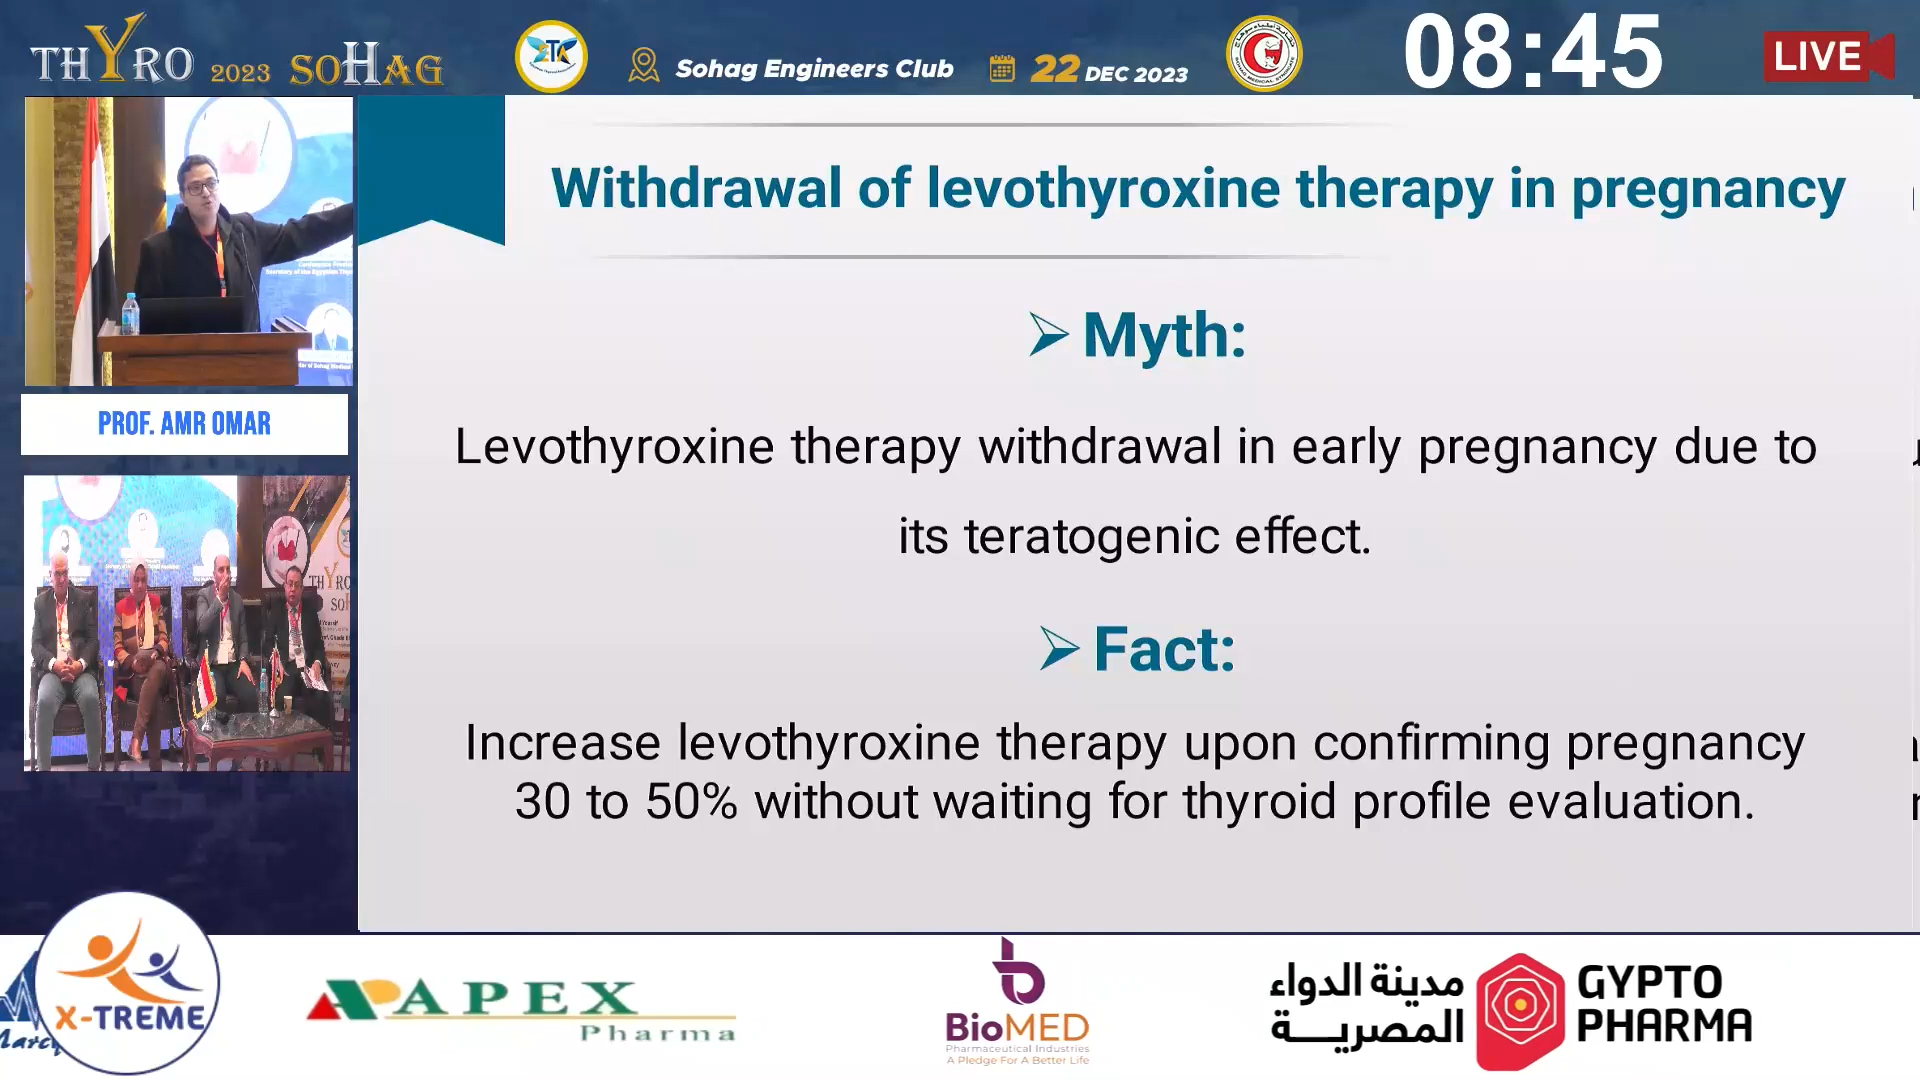 THYRO 2023 SOHAG
ETA
Sohag Engineers Club
22 DEC 2023
08:45
LIVE
Withdrawal of levothyroxine therapy in pregnancy
Myth:
Levothyroxine therapy withdrawal in early pregnancy due to
its teratogenic effect.
Fact:
Increase levothyroxine therapy upon confirming pregnancy
30 to 50% without waiting for thyroid profile evaluation.
PROF. AMR OMAR
X-TREME
APEX
Pharma
BioMED
Pharmaceutical Industries
A Pledge For A Better Life
مدينة الدواء
المصرية
GYPTO
PHARMA